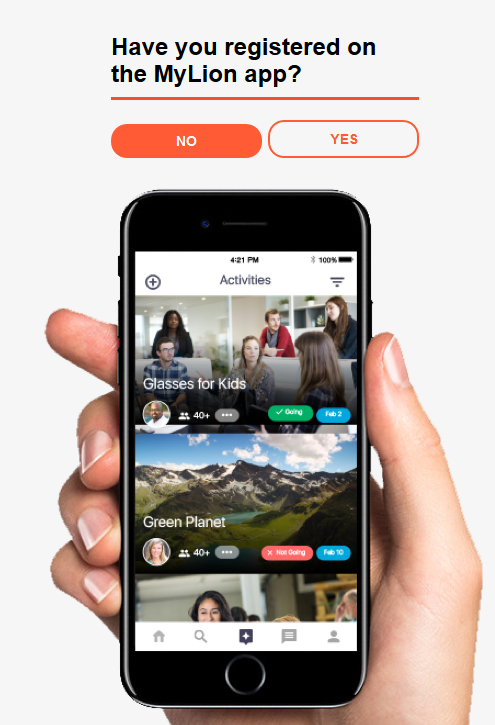 Have you registered on
the MyLion app?
NO
YES
4:21 PM
100%
Activities
Glasses for Kids
40+
Going
Feb 2
Green Planet
40+
Not Going
Feb 10